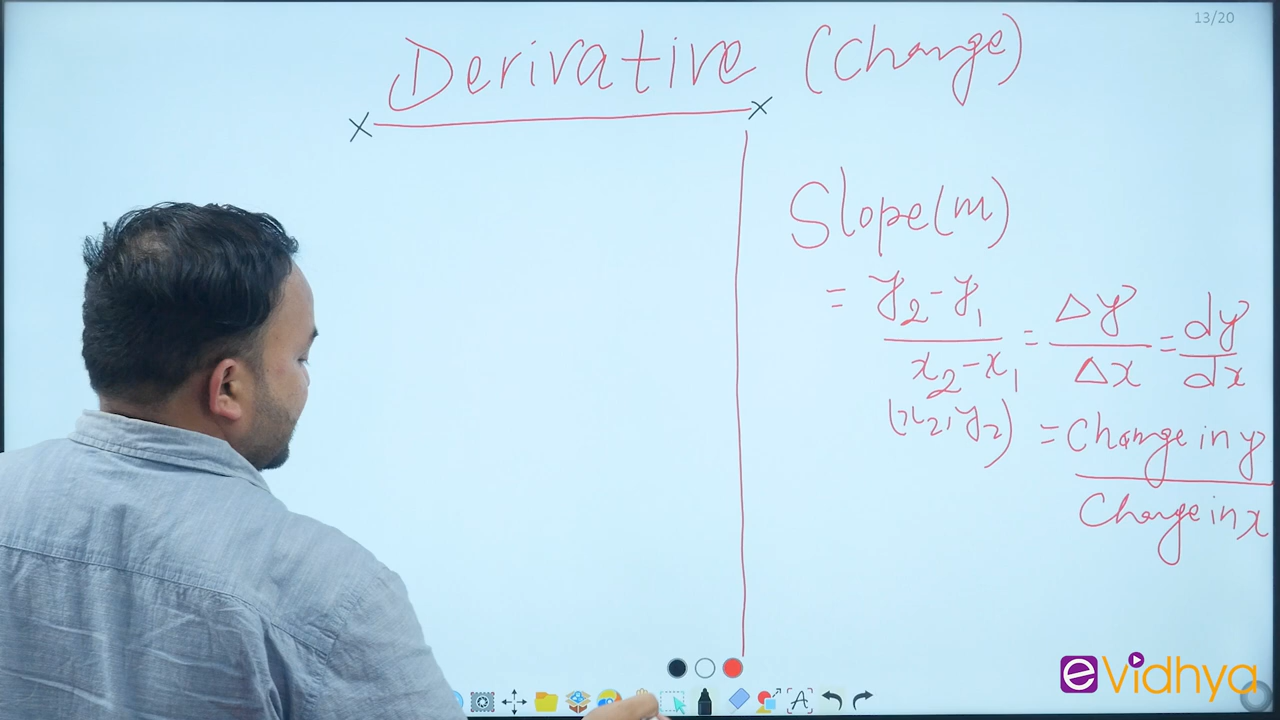 13/20
Derivative (Change)
Slope(m)
= y₂-y₁ / x₂-x₁ = Δy / Δx = dy / dx
(x₂, y₂)
= Change in y / Change in x
eVidhya